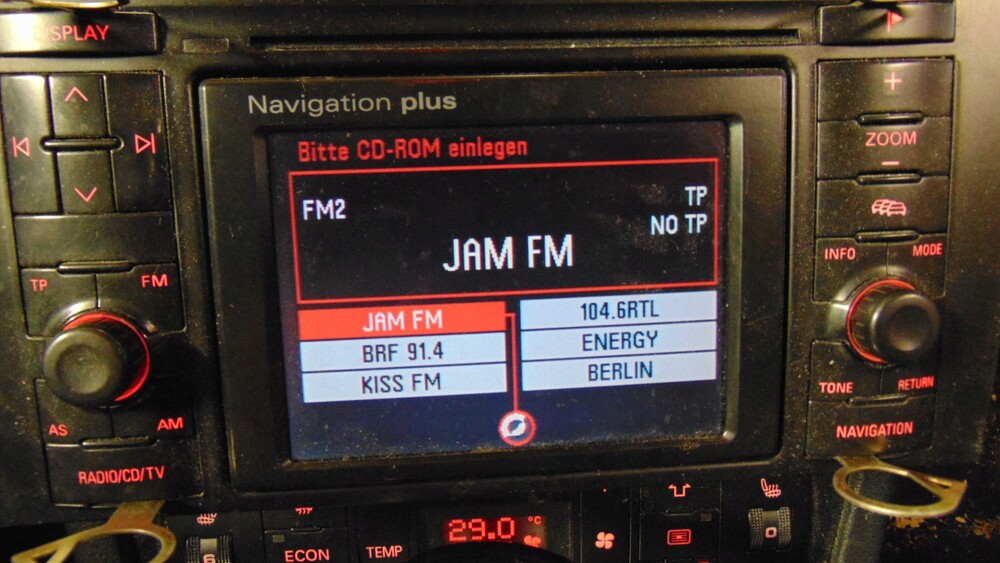 DISPLAY
Navigation plus
Bitte CD-ROM einlegen
FM2
TP
NO TP
JAM FM
JAM FM
BRF 91.4
KISS FM
104.6RTL
ENERGY
BERLIN
TP
FM
AS
AM
RADIO/CD/TV
+
ZOOM
−
INFO
MODE
TONE
RETURN
NAVIGATION
6
ECON
TEMP
29.0 °C
0